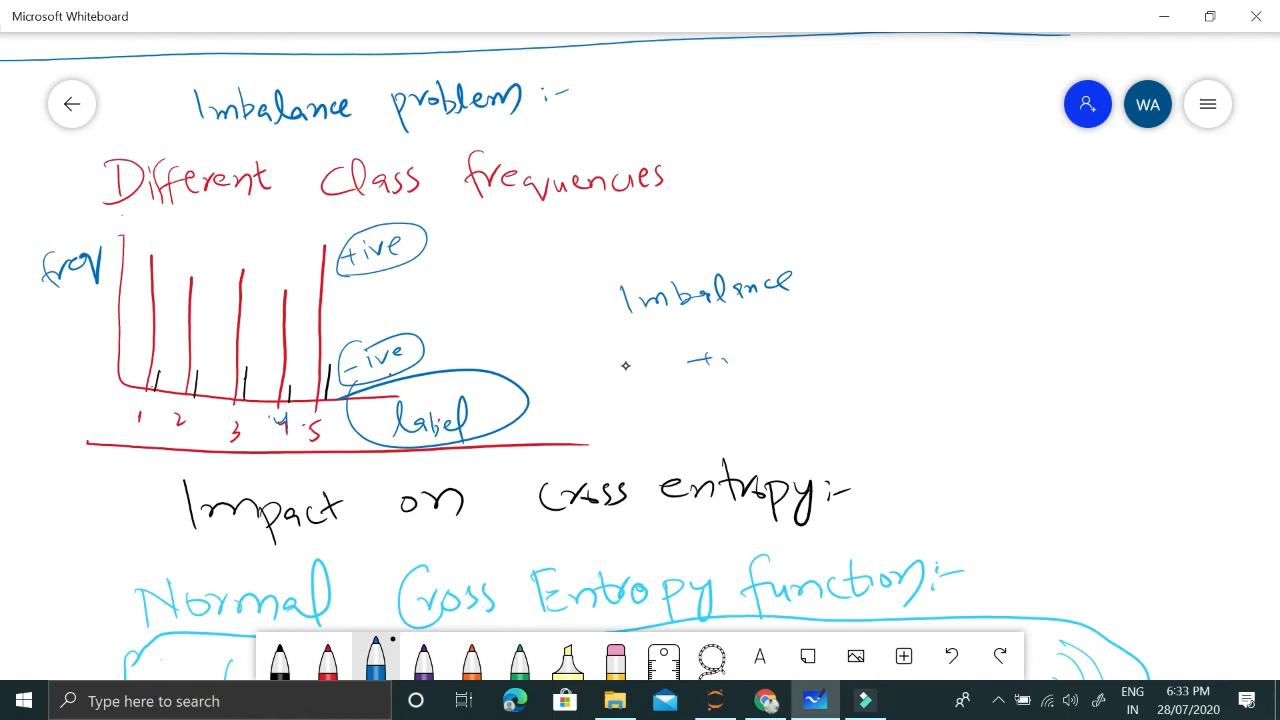 Microsoft Whiteboard
Imbalance problem :-
WA
Different Class frequencies
freq
+ive
Imbalance
-ive
+
label
1 2 3 4 5
Impact on Cross entropy:-
Normal Cross Entropy function:-
A
Type here to search
ENG
IN
6:33 PM
28/07/2020